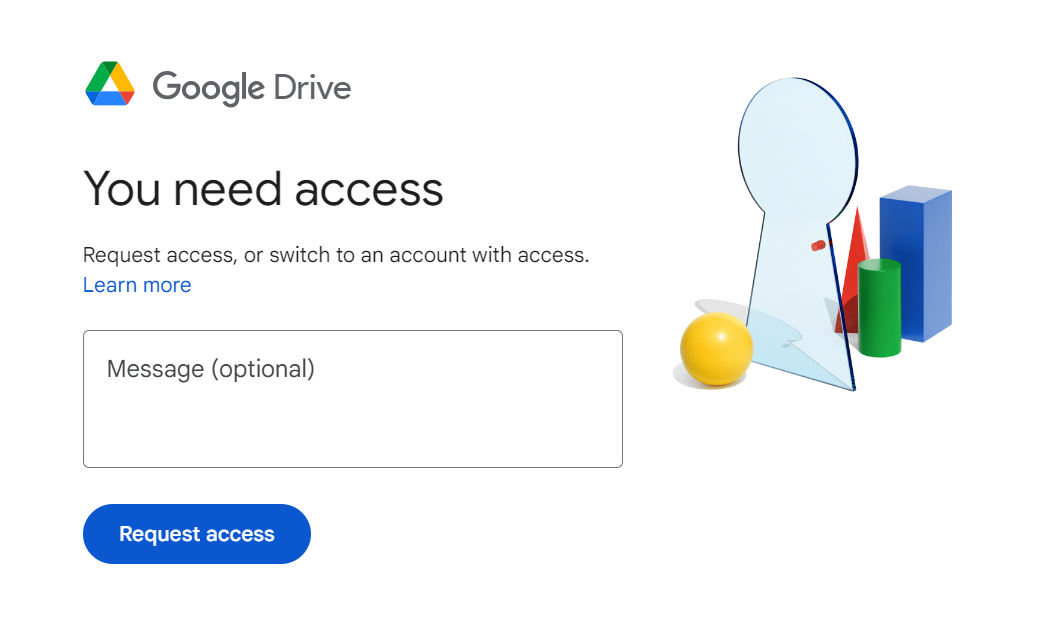 Google Drive
You need access
Request access, or switch to an account with access.
Learn more
Message (optional)
Request access